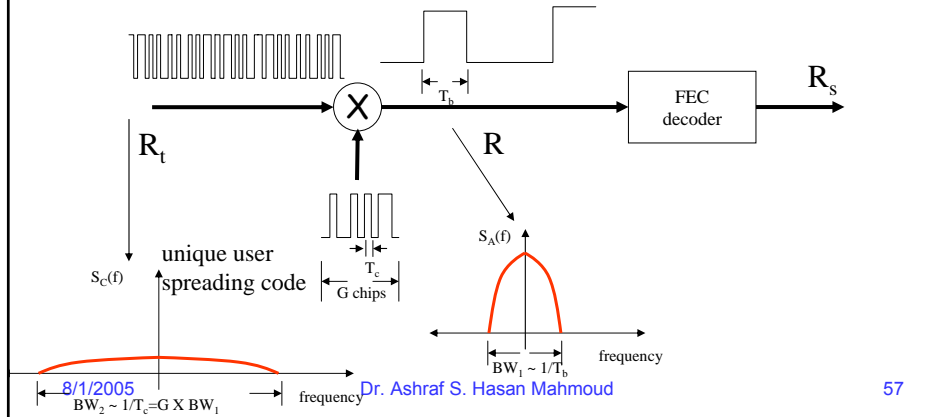 T_b
X
FEC
decoder
R_s
R_t
R
S_A(f)
unique user
spreading code
S_C(f)
T_c
G chips
frequency
BW_1 ~ 1/T_b
frequency
BW_2 ~ 1/T_c=G X BW_1
8/1/2005
Dr. Ashraf S. Hasan Mahmoud
57